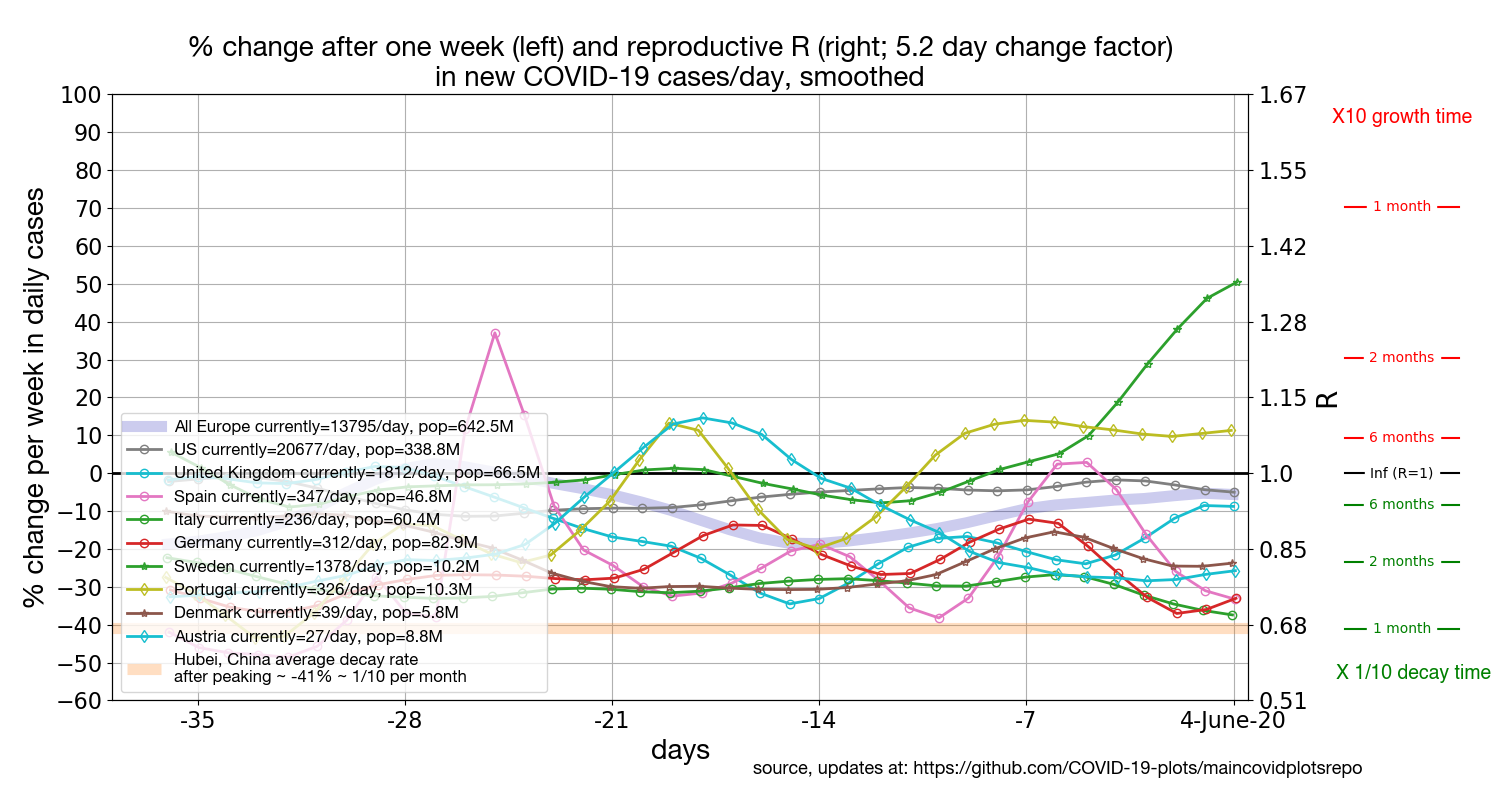 % change after one week (left) and reproductive R (right; 5.2 day change factor)
in new COVID-19 cases/day, smoothed
% change per week in daily cases
100
90
80
70
60
50
40
30
20
10
0
−10
−20
−30
−40
−50
−60
All Europe currently=13795/day, pop=642.5M
US currently=20677/day, pop=338.8M
United Kingdom currently=1812/day, pop=66.5M
Spain currently=347/day, pop=46.8M
Italy currently=236/day, pop=60.4M
Germany currently=312/day, pop=82.9M
Sweden currently=1378/day, pop=10.2M
Portugal currently=326/day, pop=10.3M
Denmark currently=39/day, pop=5.8M
Austria currently=27/day, pop=8.8M
Hubei, China average decay rate
after peaking ~ -41% ~ 1/10 per month
-35
-28
-21
-14
-7
4-June-20
days
1.67
1.55
1.42
1.28
1.15
1.0
0.85
0.68
0.51
R
X10 growth time
1 month
2 months
6 months
Inf (R=1)
6 months
2 months
1 month
X 1/10 decay time
source, updates at: https://github.com/COVID-19-plots/maincovidplotsrepo